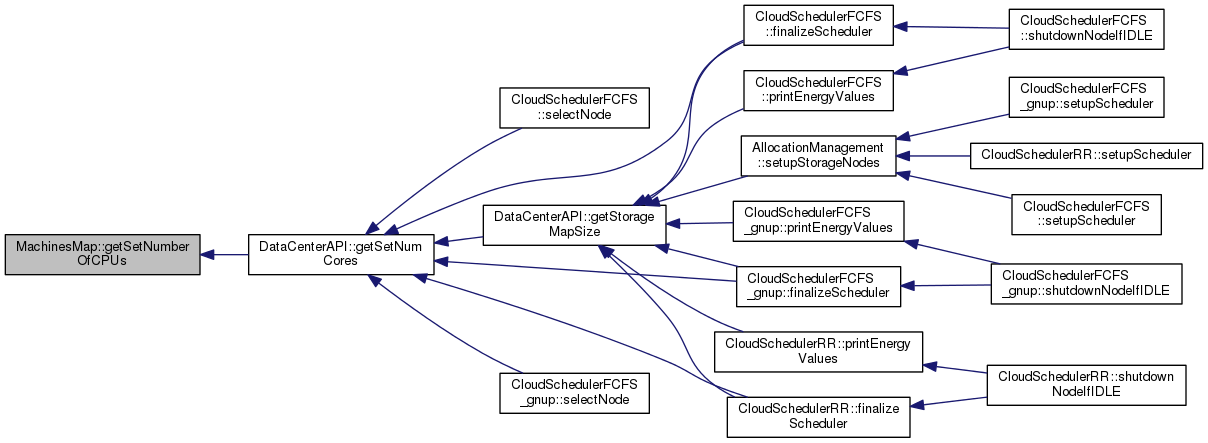 MachinesMap::getSetNumber
OfCPUs
DataCenterAPI::getSetNum
Cores
CloudSchedulerFCFS
::selectNode
DataCenterAPI::getStorage
MapSize
CloudSchedulerFCFS
_gnup::selectNode
CloudSchedulerFCFS
::finalizeScheduler
CloudSchedulerFCFS
::printEnergyValues
AllocationManagement
::setupStorageNodes
CloudSchedulerFCFS
_gnup::printEnergyValues
CloudSchedulerFCFS
_gnup::finalizeScheduler
CloudSchedulerRR::printEnergy
Values
CloudSchedulerRR::finalize
Scheduler
CloudSchedulerFCFS
::shutdownNodeIfIDLE
CloudSchedulerFCFS
_gnup::setupScheduler
CloudSchedulerRR::setupScheduler
CloudSchedulerFCFS
::setupScheduler
CloudSchedulerFCFS
_gnup::shutdownNodeIfIDLE
CloudSchedulerRR::shutdown
NodeIfIDLE